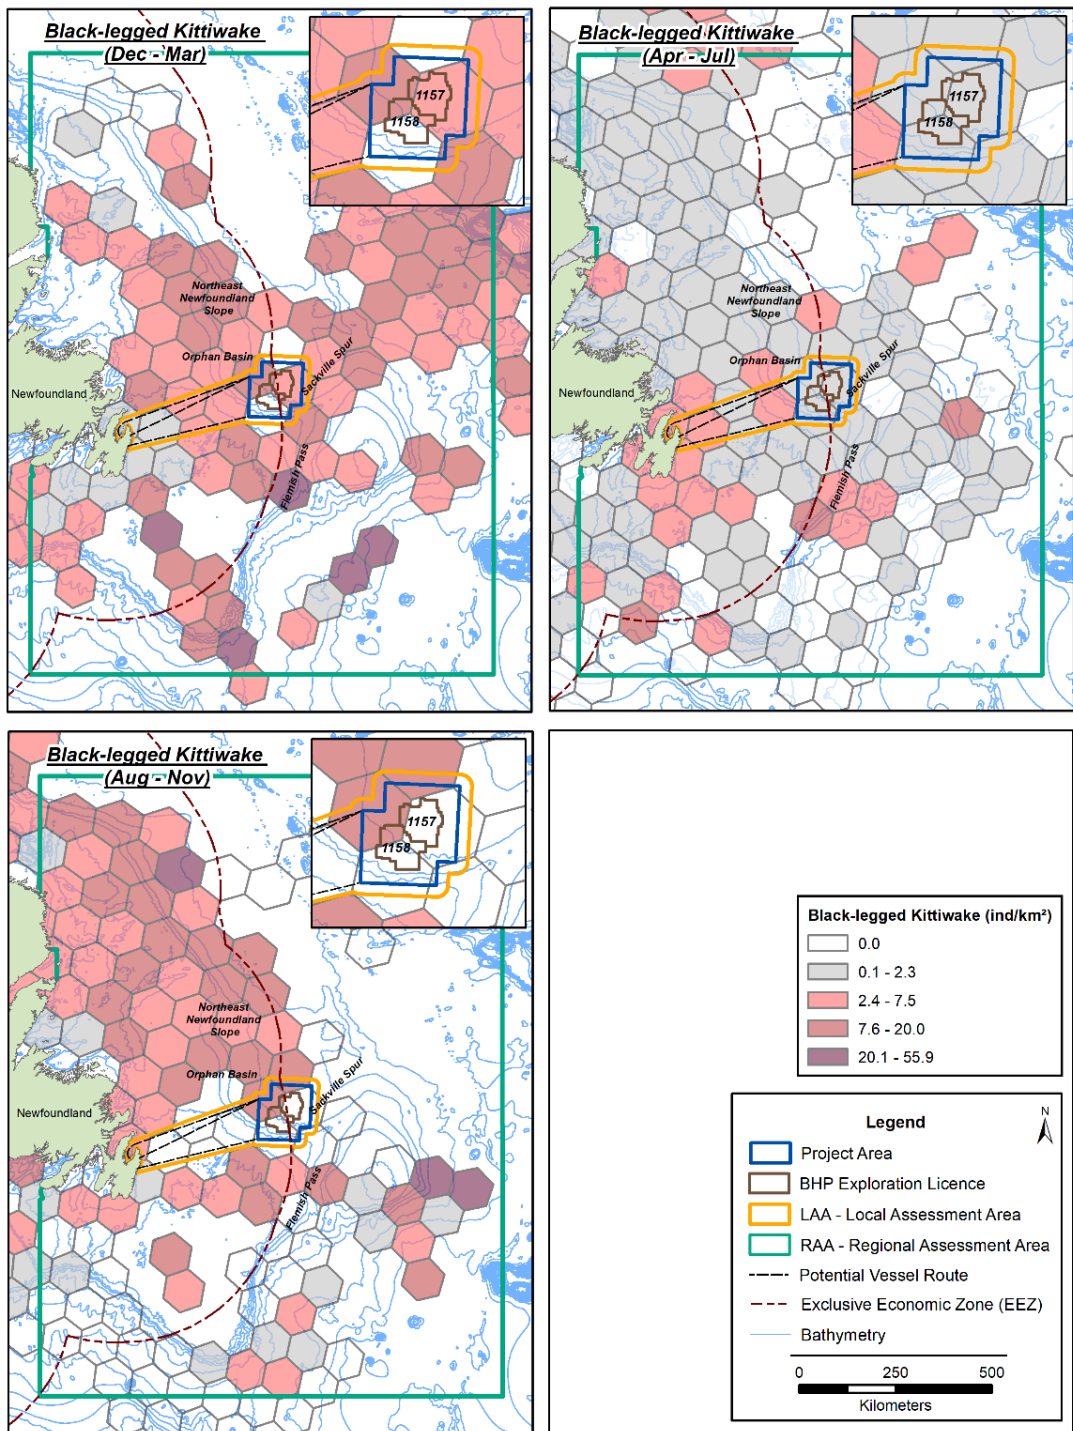 Black-legged Kittiwake
(Dec - Mar)
1157
1158
Northeast
Newfoundland
Slope
Orphan Basin
Sackville Spur
Newfoundland
Flemish Pass
Black-legged Kittiwake
(Apr - Jul)
1157
1158
Northeast
Newfoundland
Slope
Orphan Basin
Sackville Spur
Newfoundland
Flemish Pass
Black-legged Kittiwake
(Aug - Nov)
1157
1158
Northeast
Newfoundland
Slope
Orphan Basin
Sackville Spur
Newfoundland
Flemish Pass
Black-legged Kittiwake (ind/km²)
0.0
0.1 - 2.3
2.4 - 7.5
7.6 - 20.0
20.1 - 55.9
Legend
N
Project Area
BHP Exploration Licence
LAA - Local Assessment Area
RAA - Regional Assessment Area
Potential Vessel Route
Exclusive Economic Zone (EEZ)
Bathymetry
0 250 500
Kilometers